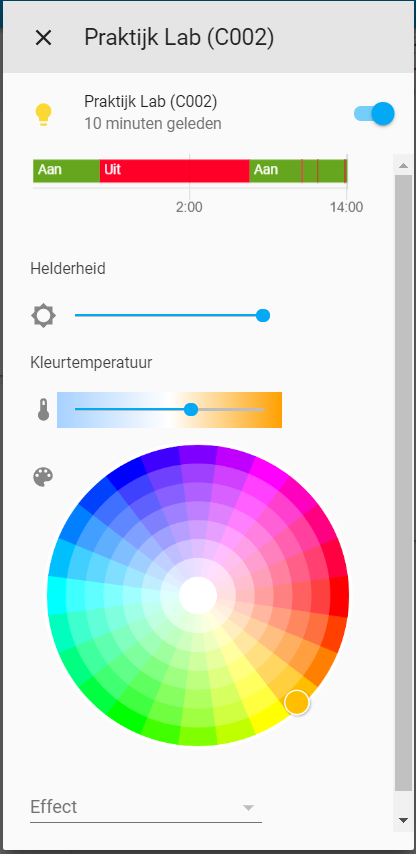 Praktijk Lab (C002)
Praktijk Lab (C002)
10 minuten geleden
Aan Uit Aan
2:00 14:00
Helderheid
Kleurtemperatuur
Effect